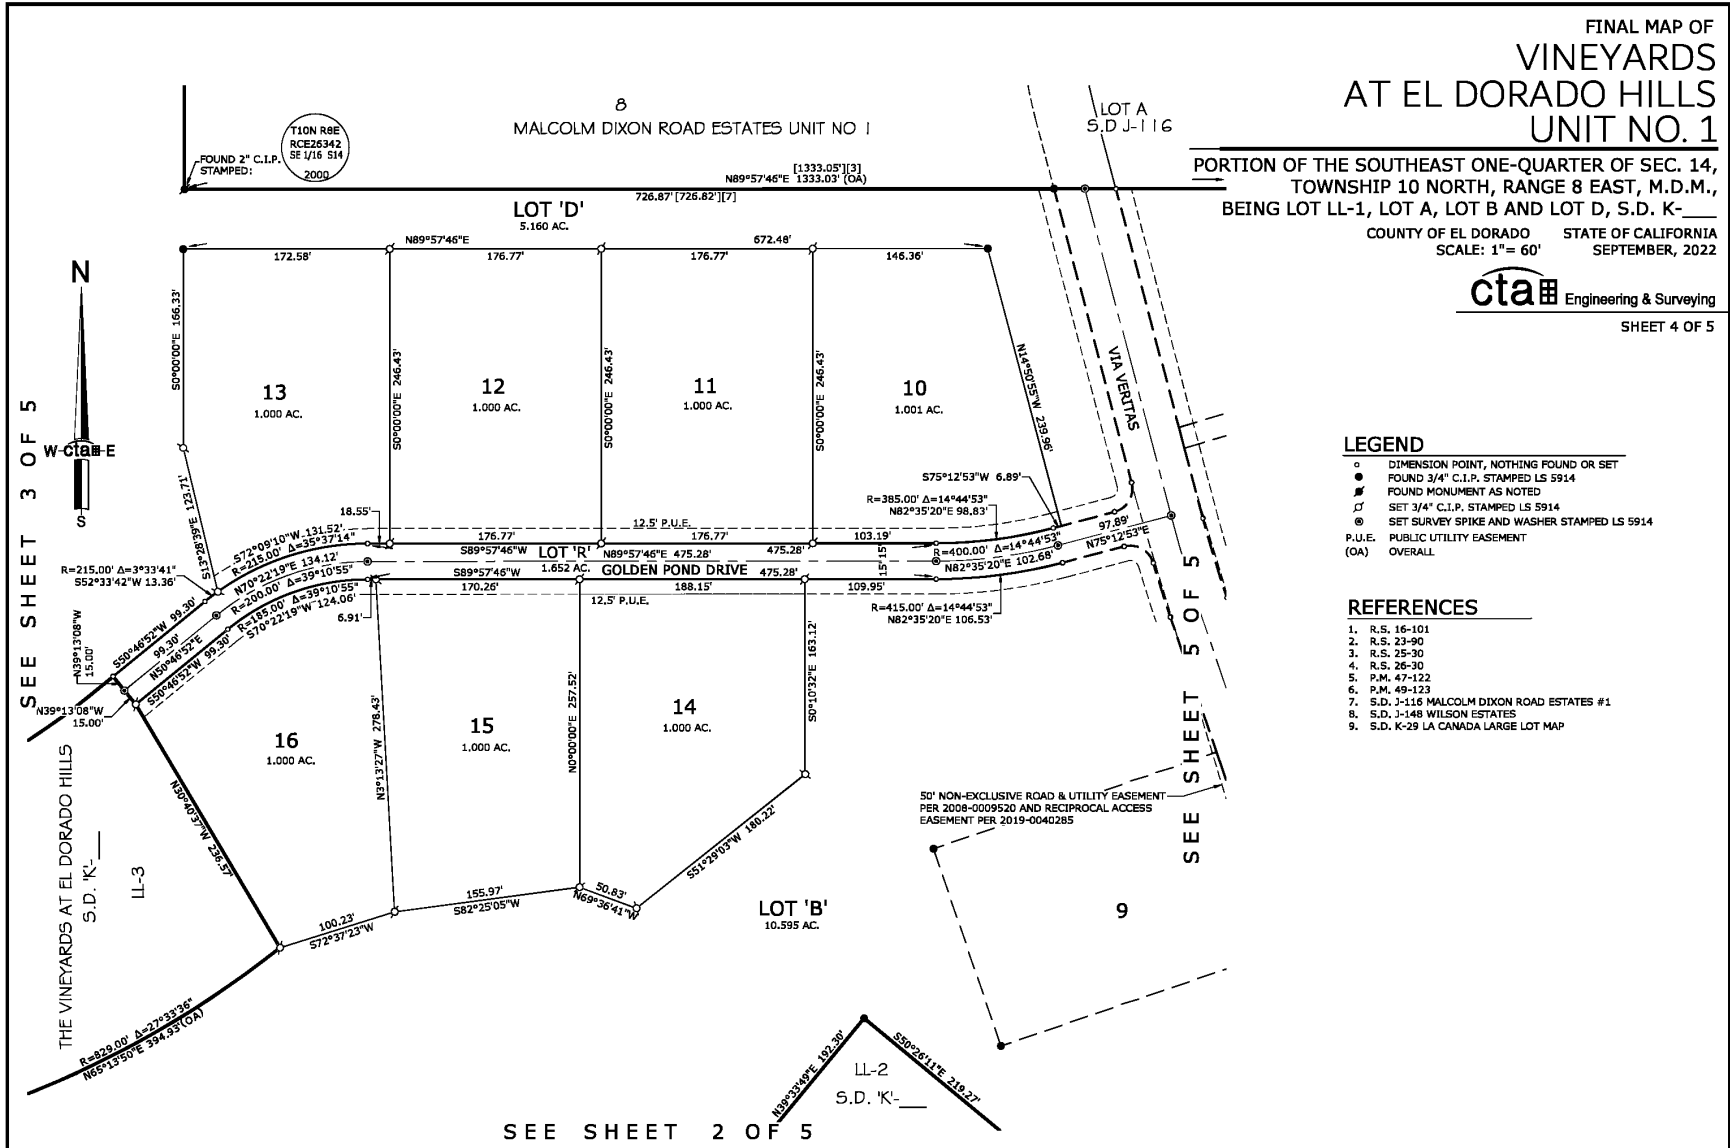 FINAL MAP OF
VINEYARDS
AT EL DORADO HILLS
UNIT NO. 1
PORTION OF THE SOUTHEAST ONE-QUARTER OF SEC. 14,
TOWNSHIP 10 NORTH, RANGE 8 EAST, M.D.M.,
BEING LOT LL-1, LOT A, LOT B AND LOT D, S.D. K-___
COUNTY OF EL DORADO STATE OF CALIFORNIA
SCALE: 1"= 60' SEPTEMBER, 2022
cta Engineering & Surveying
SHEET 4 OF 5
8
MALCOLM DIXON ROAD ESTATES UNIT NO 1
LOT A
S.D J-116
T10N R8E
RCE26342
SE 1/16 S14
2000
FOUND 2" C.I.P.
STAMPED:
[1333.05'][3]
N89°57'46"E 1333.03' (OA)
726.87' [726.82'][7]
LOT 'D'
5.160 AC.
N89°57'46"E
672.48'
172.58'
176.77'
176.77'
146.36'
N
W cta E
S
SEE SHEET 3 OF 5
S0°00'00"E 166.33'
S0°00'00"E 246.43'
S0°00'00"E 246.43'
S0°00'00"E 246.43'
N14°50'55"W 239.96'
VIA VERITAS
13
1.000 AC.
12
1.000 AC.
11
1.000 AC.
10
1.001 AC.
S13°28'39"E 123.71'
S75°12'53"W 6.89'
R=385.00' Δ=14°44'53"
N82°35'20"E 98.83'
18.55'
12.5' P.U.E.
S72°09'10"W 131.52'
R=215.00' Δ=35°37'14"
N70°22'19"E 134.12'
R=200.00' Δ=39°10'55"
R=185.00' Δ=39°10'55"
S70°22'19"W 124.06'
R=215.00' Δ=3°33'41"
S52°33'42"W 13.36'
176.77'
S89°57'46"W
176.77'
103.19'
LOT 'R'
1.652 AC.
N89°57'46"E 475.28'
475.28'
15' 15'
R=400.00' Δ=14°44'53"
N82°35'20"E 102.68'
97.89'
N75°12'53"E
S89°57'46"W
GOLDEN POND DRIVE
475.28'
170.26'
188.15'
109.95'
12.5' P.U.E.
6.91'
R=415.00' Δ=14°44'53"
N82°35'20"E 106.53'
S50°46'52"W 99.30'
99.30'
N50°46'52"E
S50°46'52"W 99.30'
N39°13'08"W
15.00'
N39°13'08"W
15.00'
N3°13'27"W 278.43'
N0°00'00"E 257.52'
S0°10'32"E 163.12'
16
1.000 AC.
15
1.000 AC.
14
1.000 AC.
N30°40'37"W 236.57'
100.23'
S72°37'23"W
155.97'
S82°25'05"W
50.83'
N69°36'41"W
S51°29'03"W 180.22'
THE VINEYARDS AT EL DORADO HILLS
S.D. 'K'-___
LL-3
R=829.00' Δ=27°33'36"
N65°13'50"E 394.93'(OA)
LOT 'B'
10.595 AC.
50' NON-EXCLUSIVE ROAD & UTILITY EASEMENT
PER 2008-0009520 AND RECIPROCAL ACCESS
EASEMENT PER 2019-0040285
9
SEE SHEET 5 OF 5
N39°33'49"E 192.30'
S50°26'11"E 219.27'
LL-2
S.D. 'K'-___
SEE SHEET 2 OF 5
LEGEND
DIMENSION POINT, NOTHING FOUND OR SET
FOUND 3/4" C.I.P. STAMPED LS 5914
FOUND MONUMENT AS NOTED
SET 3/4" C.I.P. STAMPED LS 5914
SET SURVEY SPIKE AND WASHER STAMPED LS 5914
P.U.E. PUBLIC UTILITY EASEMENT
(OA) OVERALL
REFERENCES
1. R.S. 16-101
2. R.S. 23-90
3. R.S. 25-30
4. R.S. 26-30
5. P.M. 47-122
6. P.M. 49-123
7. S.D. J-116 MALCOLM DIXON ROAD ESTATES #1
8. S.D. J-148 WILSON ESTATES
9. S.D. K-29 LA CANADA LARGE LOT MAP